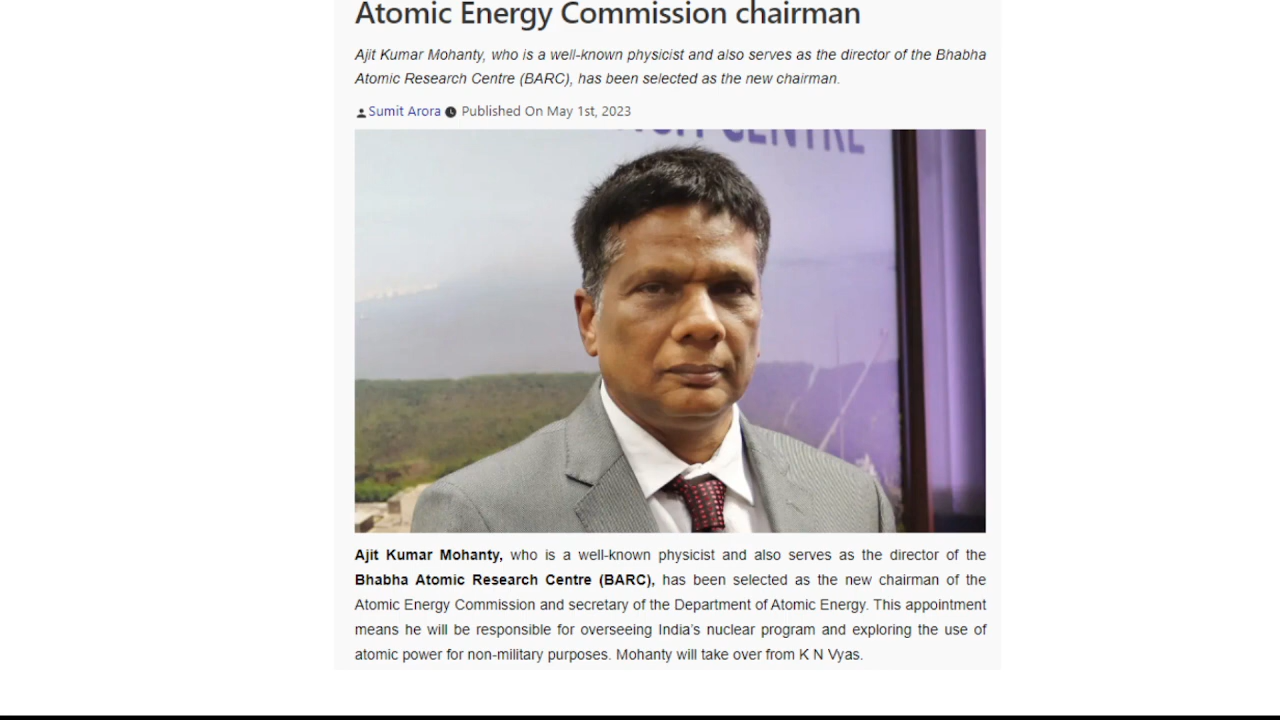 Atomic Energy Commission chairman
Ajit Kumar Mohanty, who is a well-known physicist and also serves as the director of the Bhabha
Atomic Research Centre (BARC), has been selected as the new chairman.
Sumit Arora Published On May 1st, 2023
CENTRE
Ajit Kumar Mohanty, who is a well-known physicist and also serves as the director of the
Bhabha Atomic Research Centre (BARC), has been selected as the new chairman of the
Atomic Energy Commission and secretary of the Department of Atomic Energy. This appointment
means he will be responsible for overseeing India’s nuclear program and exploring the use of
atomic power for non-military purposes. Mohanty will take over from K N Vyas.